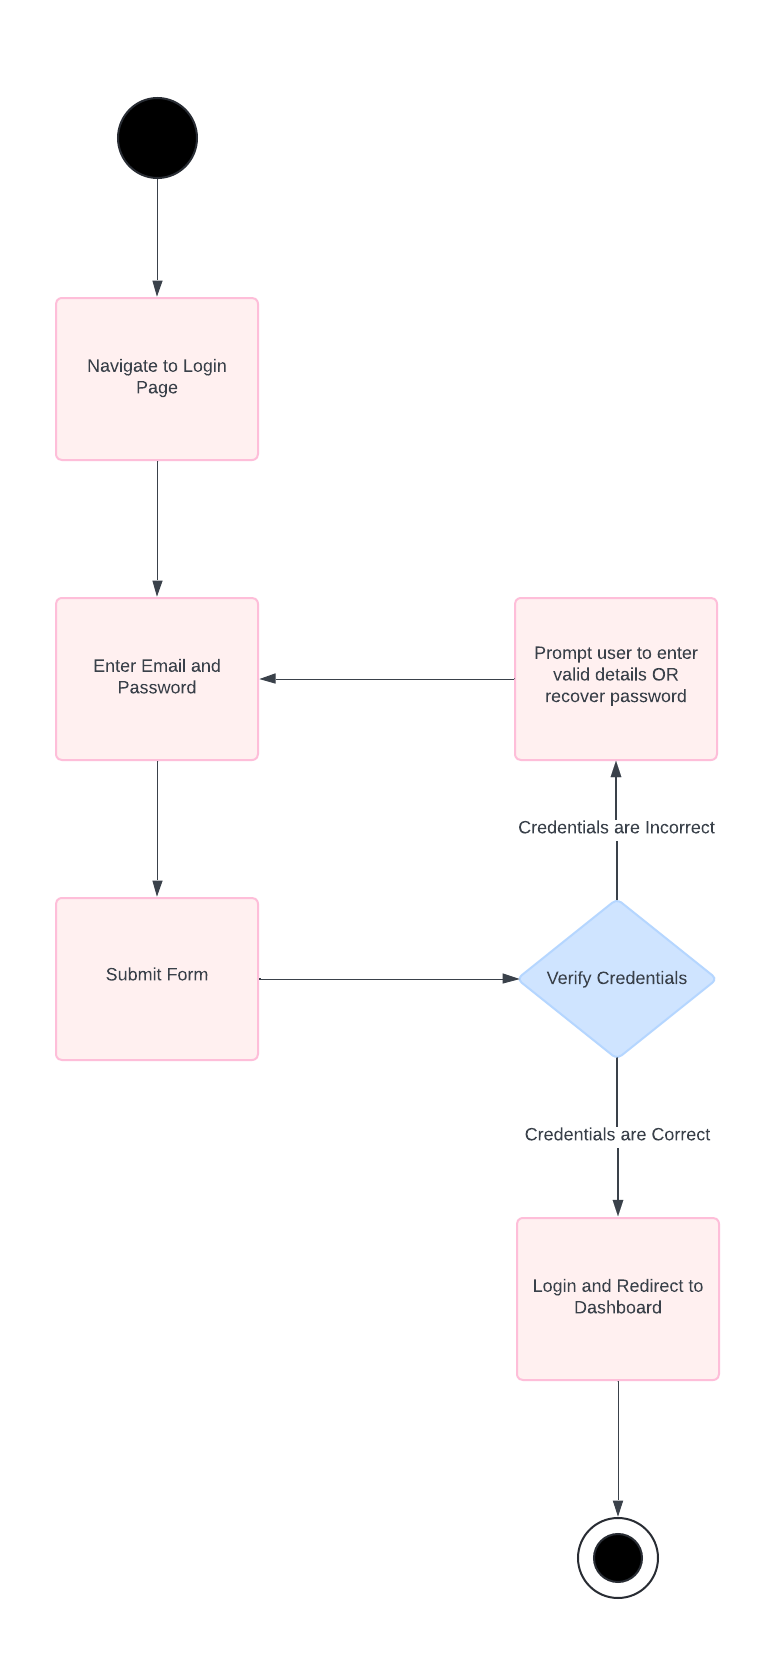 Navigate to Login
Page
Enter Email and
Password
Prompt user to enter
valid details OR
recover password
Credentials are Incorrect
Submit Form
Verify Credentials
Credentials are Correct
Login and Redirect to
Dashboard